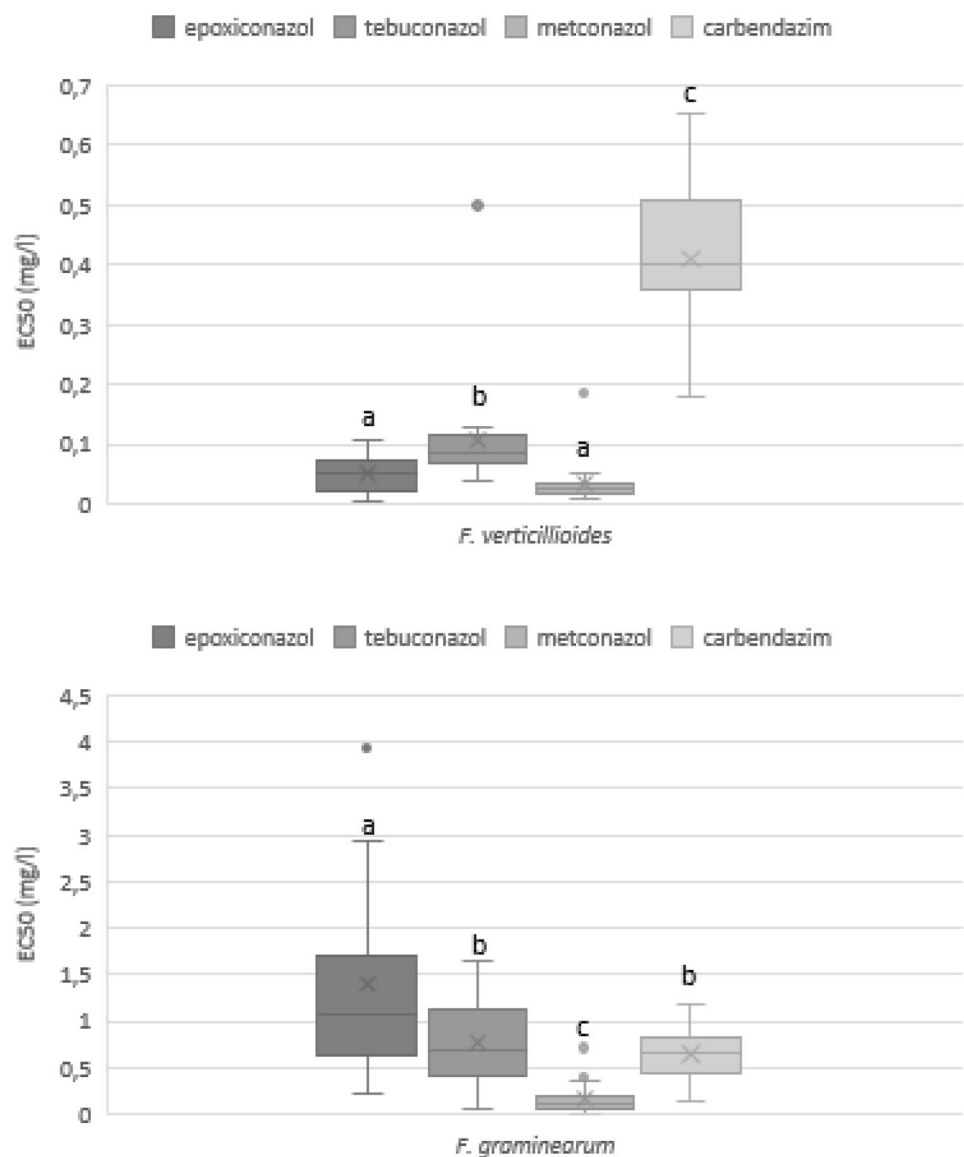 epoxiconazol tebuconazol metconazol carbendazim
0,7
0,6
0,5
0,4
0,3
0,2
0,1
0
EC50 (mg/l)
a
b
a
c
F. verticillioides
epoxiconazol tebuconazol metconazol carbendazim
4,5
4
3,5
3
2,5
2
1,5
1
0,5
0
EC50 (mg/l)
a
b
c
b
F. graminearum